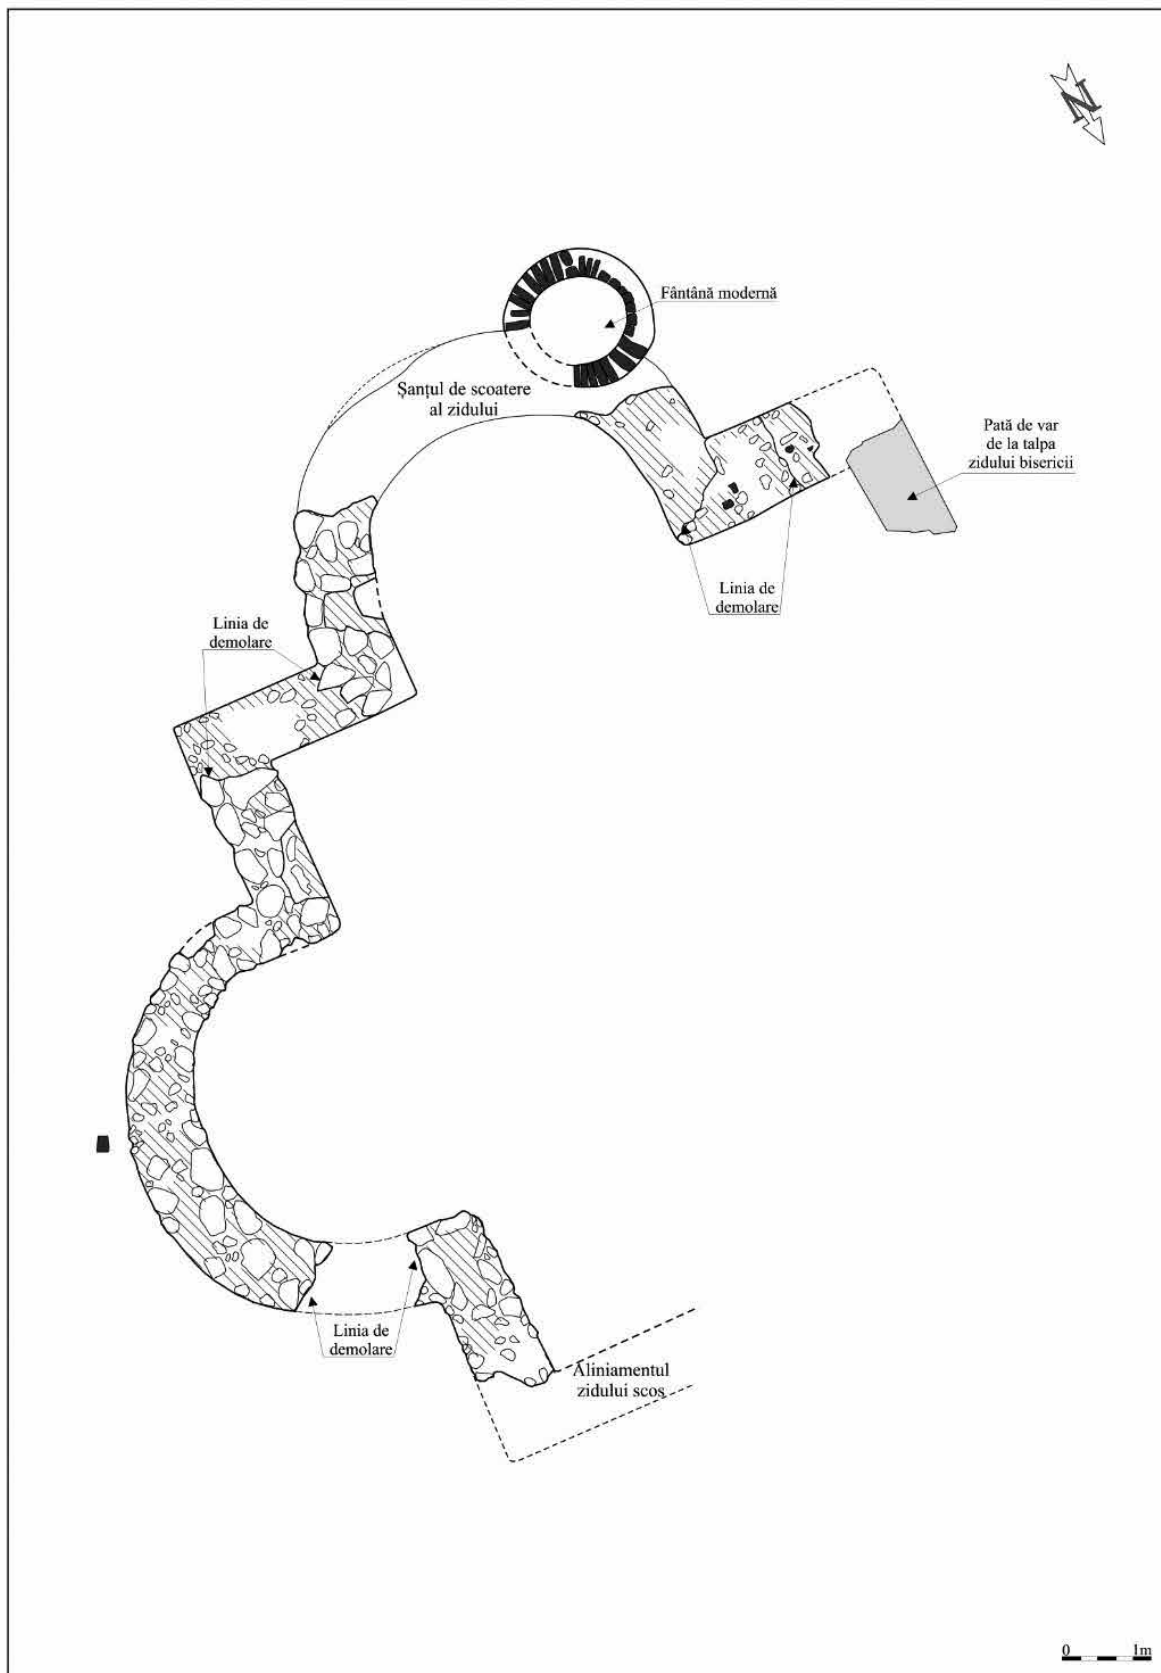 N
Fântână modernă
Șanțul de scoatere
al zidului
Pată de var
de la talpa
zidului bisericii
Linia de
demolare
Linia de
demolare
Linia de
demolare
Aliniamentul
zidului scos
0 1m